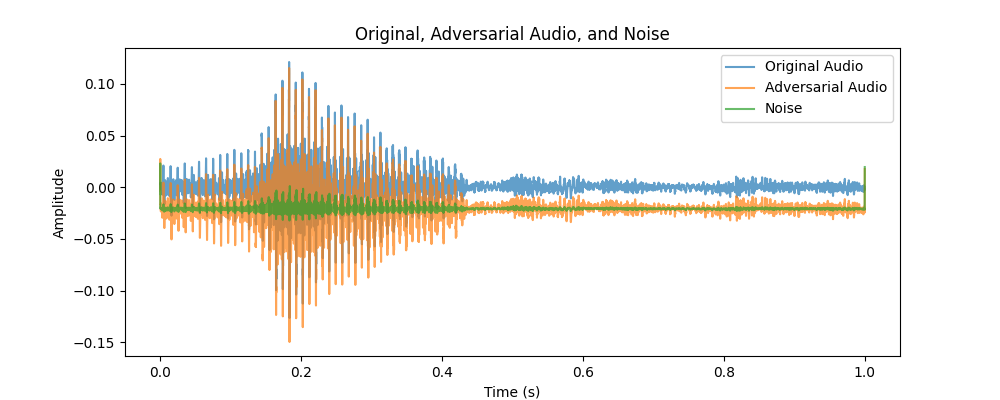 Original, Adversarial Audio, and Noise
Original Audio
Adversarial Audio
Noise
Amplitude
0.10
0.05
0.00
−0.05
−0.10
−0.15
0.0 0.2 0.4 0.6 0.8 1.0
Time (s)